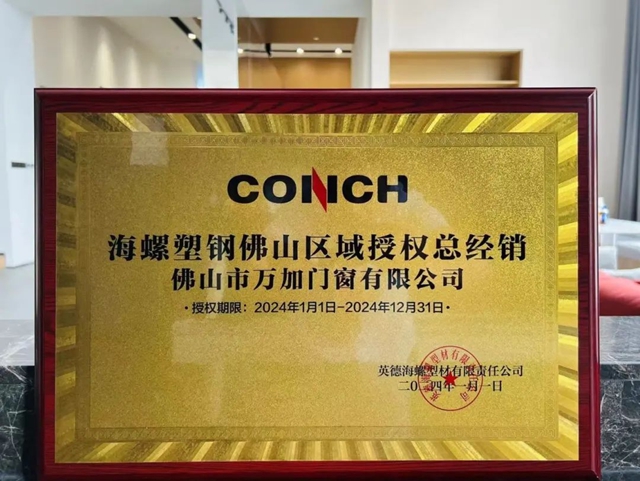 CONCH
海螺塑钢佛山区域授权总经销
佛山市万加门窗有限公司
·授权期限：2024年1月1日-2024年12月31日·
英德海螺型材有限责任公司
二〇二四年一月一日